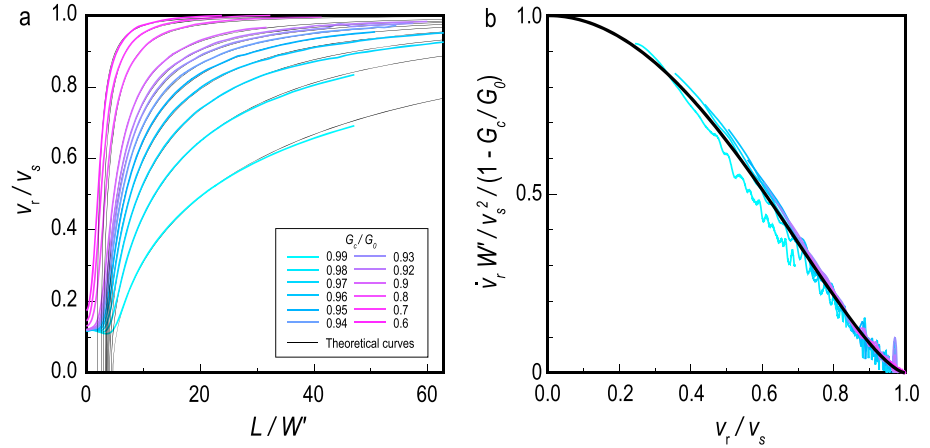 a
v_r / v_s
1.0
0.8
0.6
0.4
0.2
0.0
0
20
40
60
L / W'
G_c / G_0
0.99 0.93
0.98 0.92
0.97 0.9
0.96 0.8
0.95 0.7
0.94 0.6
Theoretical curves
b
v̇_r W' / v_s^2 / (1 - G_c / G_0)
1.0
0.5
0.0
0.0 0.2 0.4 0.6 0.8 1.0
v_r / v_s